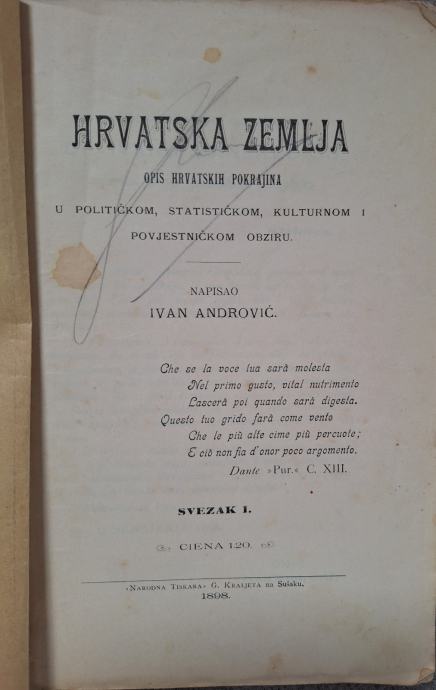 HRVATSKA ZEMLJA
OPIS HRVATSKIH POKRAJINA
U POLITIČKOM, STATISTIČKOM, KULTURNOM I
POVJESTNIČKOM OBZIRU.
NAPISAO
IVAN ANDROVIĆ.
Che se la voce tua sarà molesta
Nel primo gusto, vital nutrimento
Lascerà poi quando sarà digesta.
Questo tuo grido farà come vento
Che le più alte cime più percuote;
E ciò non fia d'onor poco argomento.
Dante »Pur.« C. XIII.
SVEZAK I.
CIENA 1.20.
«NARODNA TISKARA» G. KRALJETA na Sušaku.
1898.